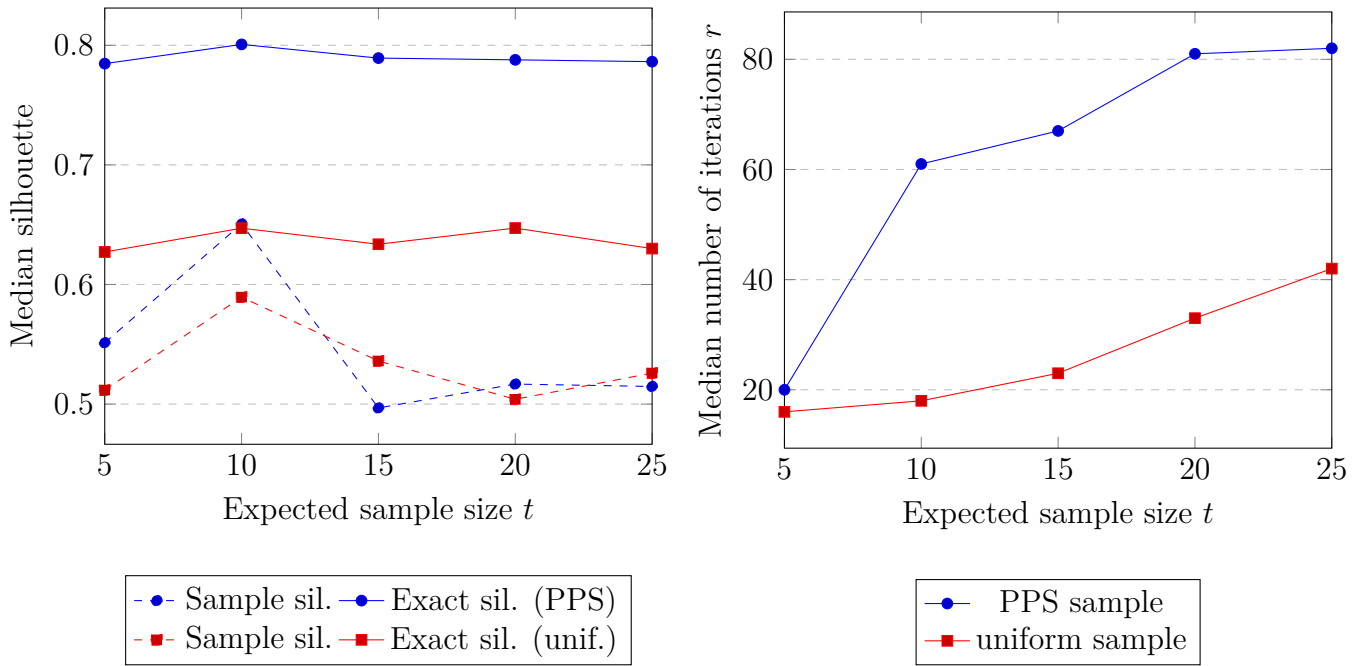 0.8
0.7
0.6
0.5
5 10 15 20 25
Median silhouette
Expected sample size t
Sample sil. Exact sil. (PPS)
Sample sil. Exact sil. (unif.)
80
60
40
20
5 10 15 20 25
Median number of iterations r
Expected sample size t
PPS sample
uniform sample